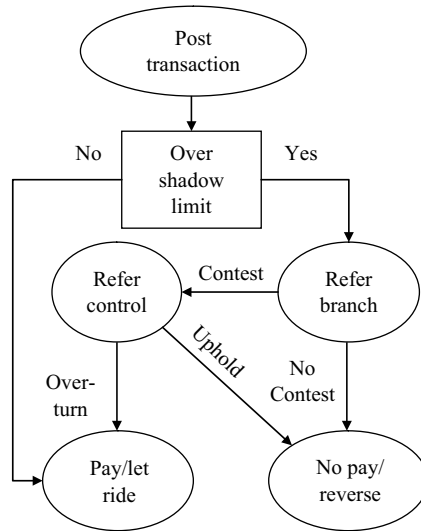 Post
transaction
No
Over
shadow
limit
Yes
Refer
control
Contest
Refer
branch
Over-
turn
Uphold
No
Contest
Pay/let
ride
No pay/
reverse